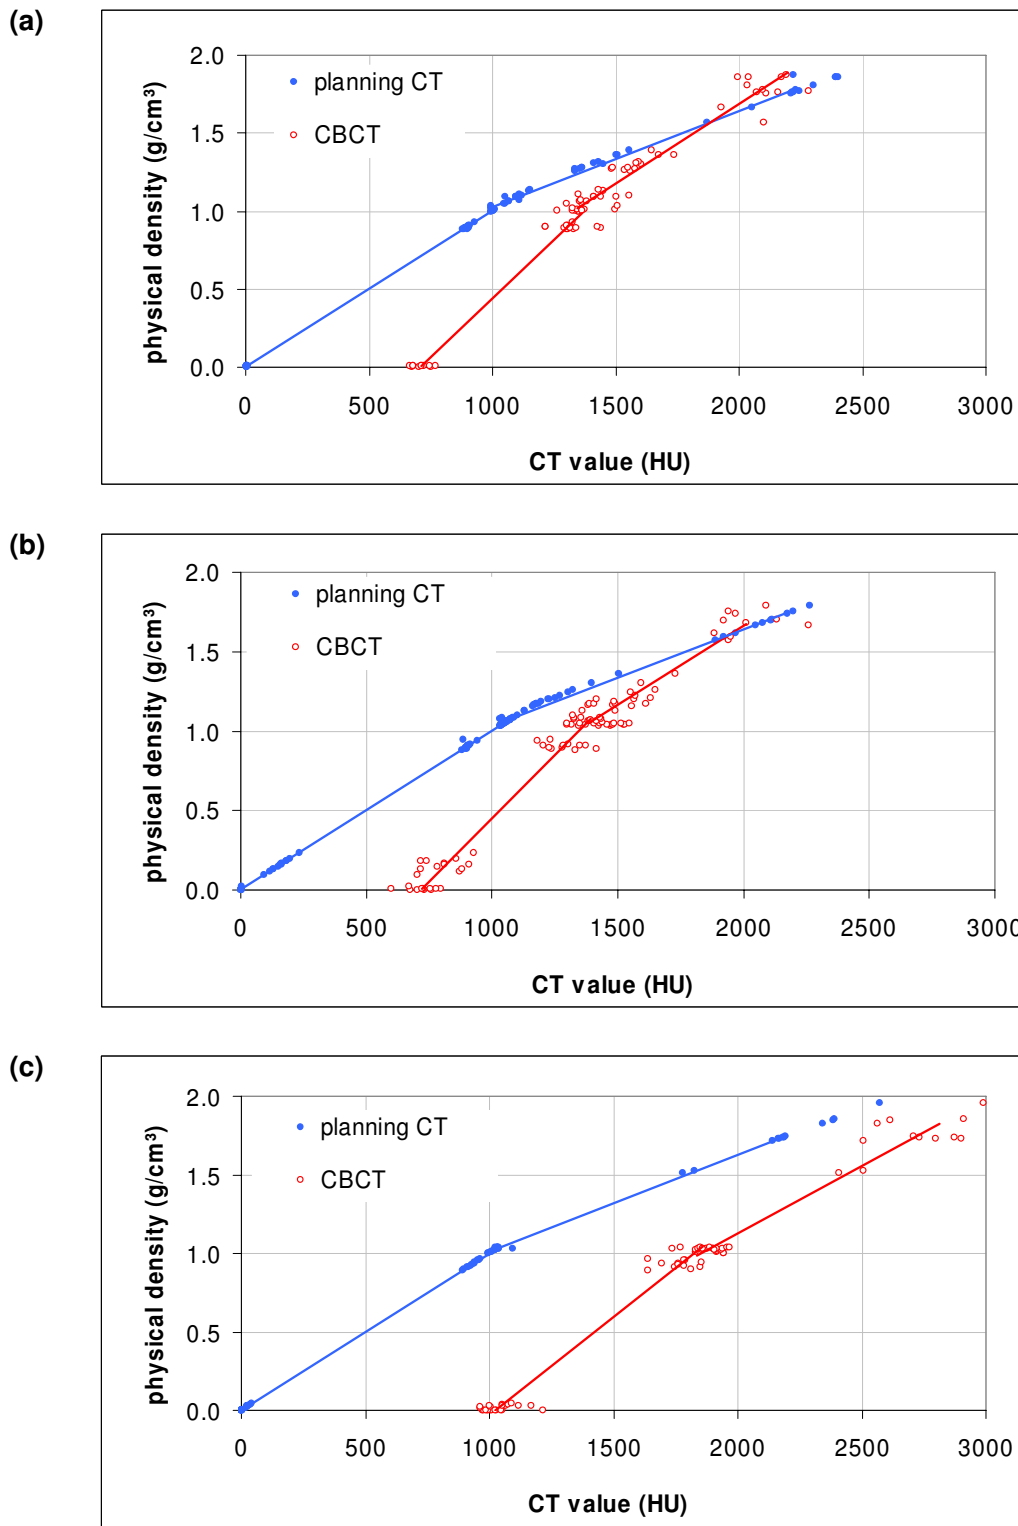 (a)
2.0
planning CT
CBCT
1.5
1.0
0.5
0.0
physical density (g/cm³)
0 500 1000 1500 2000 2500 3000
CT value (HU)
(b)
2.0
planning CT
CBCT
1.5
1.0
0.5
0.0
physical density (g/cm³)
0 500 1000 1500 2000 2500 3000
CT value (HU)
(c)
2.0
planning CT
CBCT
1.5
1.0
0.5
0.0
physical density (g/cm³)
0 500 1000 1500 2000 2500 3000
CT value (HU)